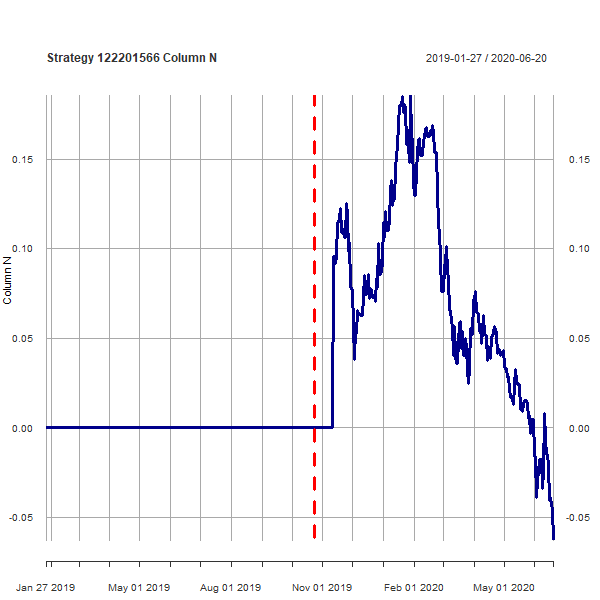 Strategy 122201566 Column N
2019-01-27 / 2020-06-20
Column N
0.15
0.10
0.05
0.00
-0.05
0.15
0.10
0.05
0.00
-0.05
Jan 27 2019
May 01 2019
Aug 01 2019
Nov 01 2019
Feb 01 2020
May 01 2020